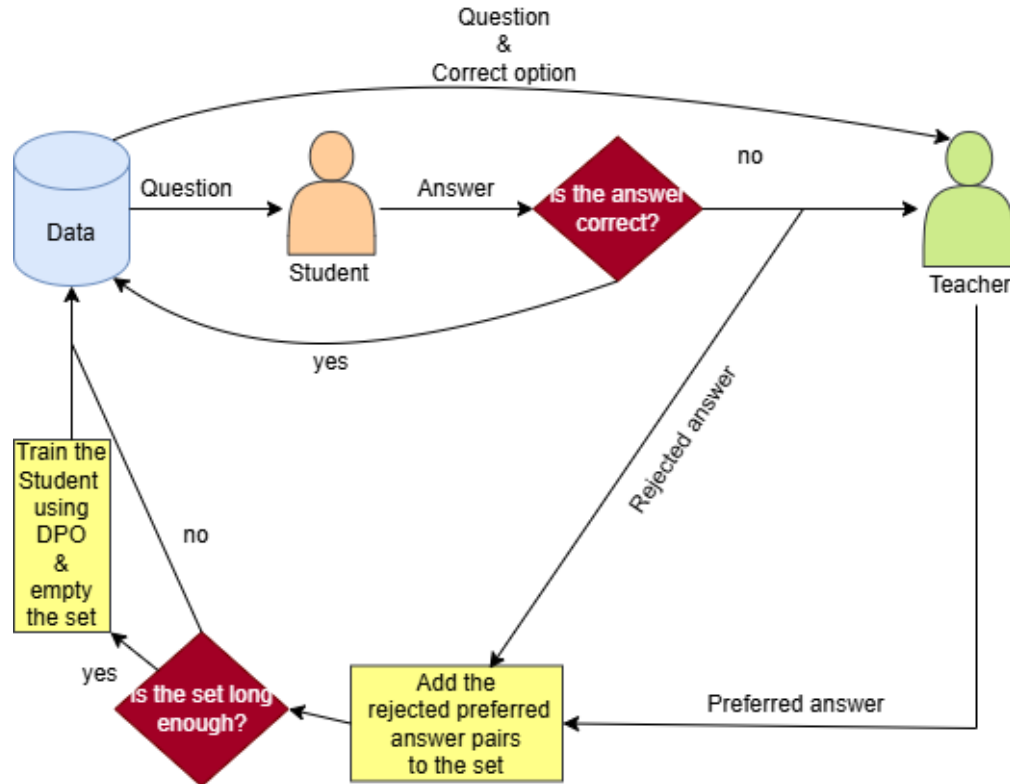 Question
&
Correct option
Data
Question
Student
Answer
Is the answer
correct?
no
Teacher
yes
Rejected answer
Train the
Student
using
DPO
&
empty
the set
no
yes
Is the set long
enough?
Add the
rejected preferred
answer pairs
to the set
Preferred answer